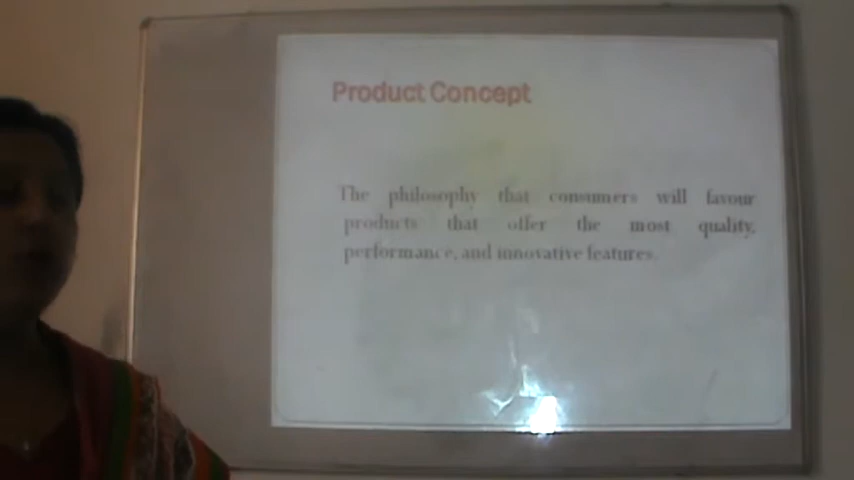 Product Concept
The philosophy that consumers will favour
products that offer the most quality,
performance, and innovative features.